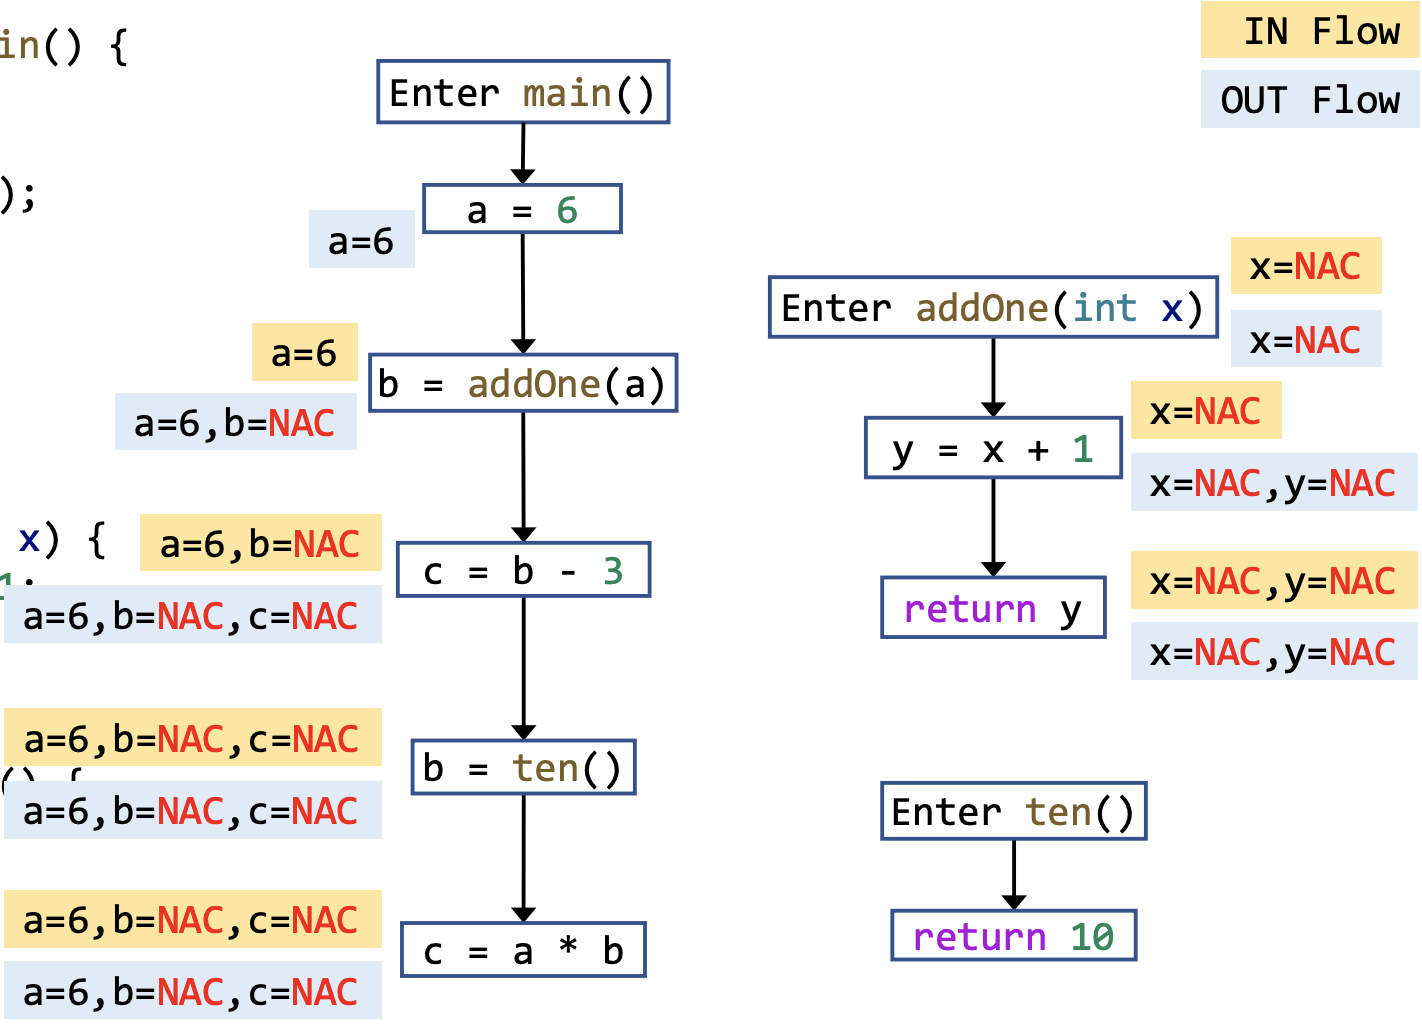 in() {
);
x) {
1;
() {
IN Flow
OUT Flow
Enter main()
a = 6
a=6
a=6
b = addOne(a)
a=6,b=NAC
a=6,b=NAC
c = b - 3
a=6,b=NAC,c=NAC
a=6,b=NAC,c=NAC
b = ten()
a=6,b=NAC,c=NAC
a=6,b=NAC,c=NAC
c = a * b
a=6,b=NAC,c=NAC
x=NAC
Enter addOne(int x)
x=NAC
x=NAC
y = x + 1
x=NAC,y=NAC
x=NAC,y=NAC
return y
x=NAC,y=NAC
Enter ten()
return 10